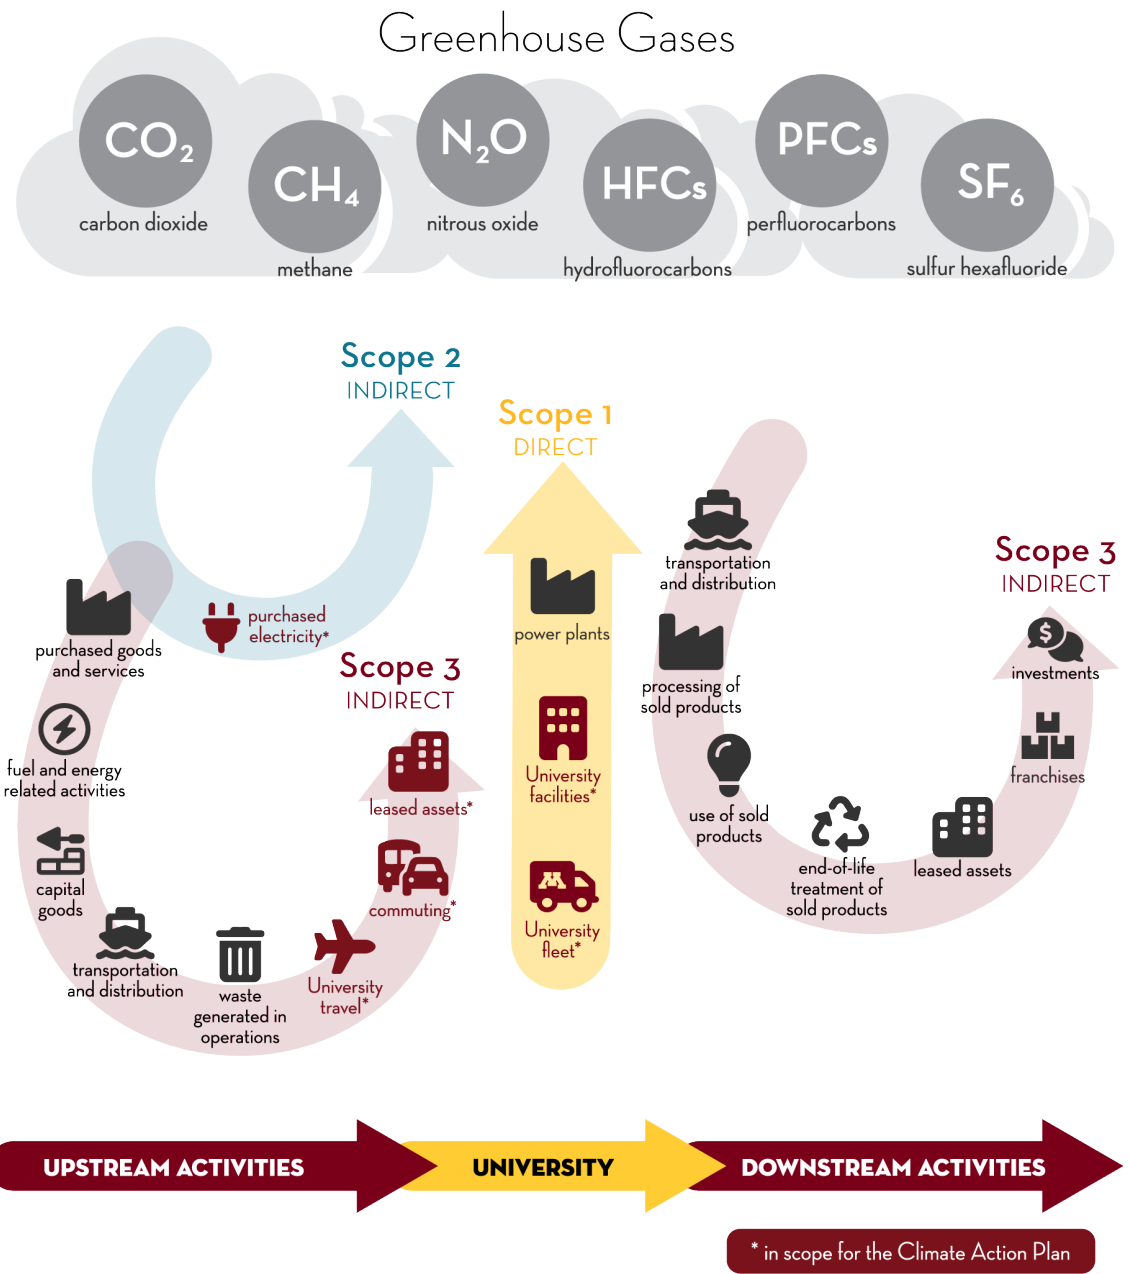 Greenhouse Gases
CO₂
carbon dioxide
CH₄
methane
N₂O
nitrous oxide
HFCs
hydrofluorocarbons
PFCs
perfluorocarbons
SF₆
sulfur hexafluoride
Scope 2
INDIRECT
purchased
electricity*
Scope 3
INDIRECT
purchased goods
and services
fuel and energy
related activities
capital
goods
transportation
and distribution
waste
generated in
operations
University
travel*
commuting*
leased assets*
Scope 1
DIRECT
power plants
University
facilities*
University
fleet*
Scope 3
INDIRECT
transportation
and distribution
processing of
sold products
use of sold
products
end-of-life
treatment of
sold products
leased assets
franchises
$
investments
UPSTREAM ACTIVITIES
UNIVERSITY
DOWNSTREAM ACTIVITIES
* in scope for the Climate Action Plan